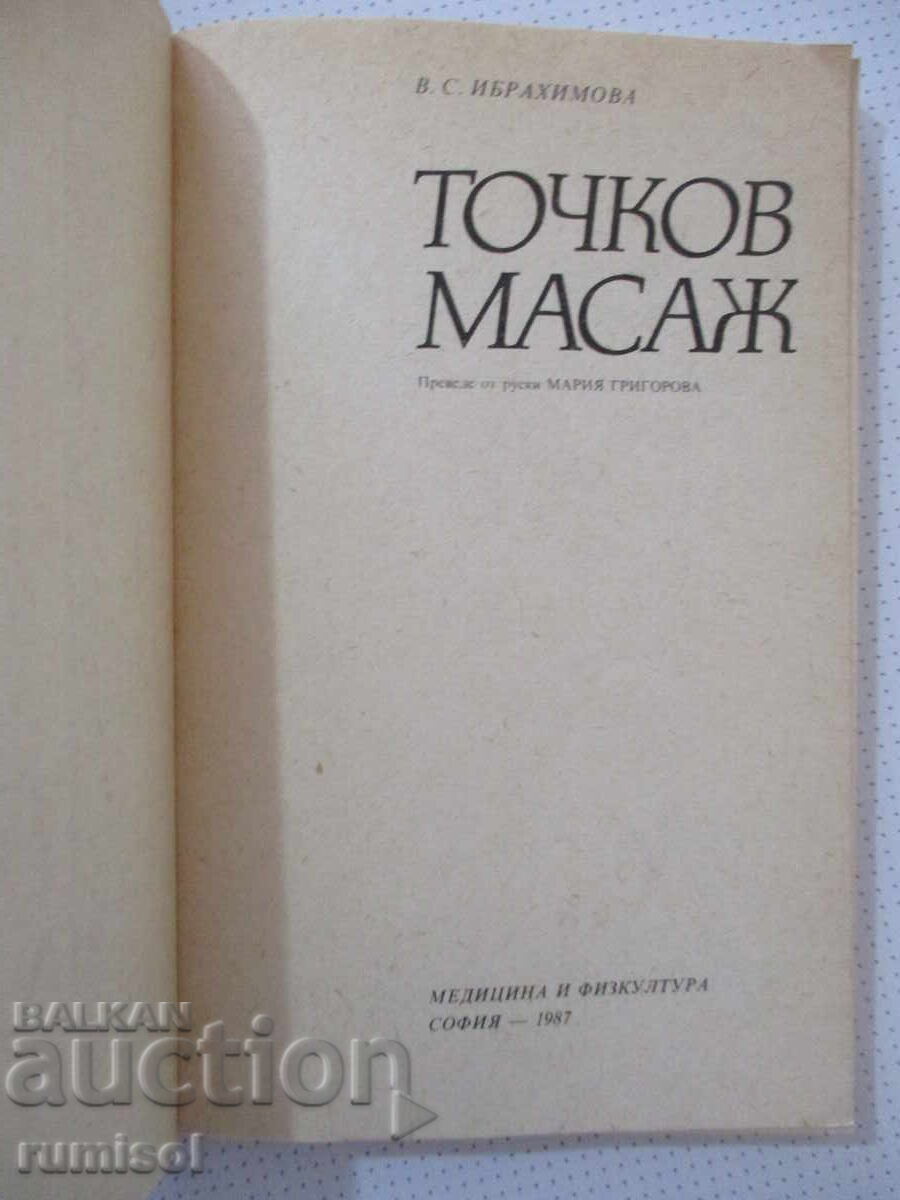 В. С. ИБРАХИМОВА
ТОЧКОВ
МАСАЖ
Преведе от руски МАРИЯ ГРИГОРОВА
МЕДИЦИНА И ФИЗКУЛТУРА
СОФИЯ — 1987
BALKAN
auction
rumisol